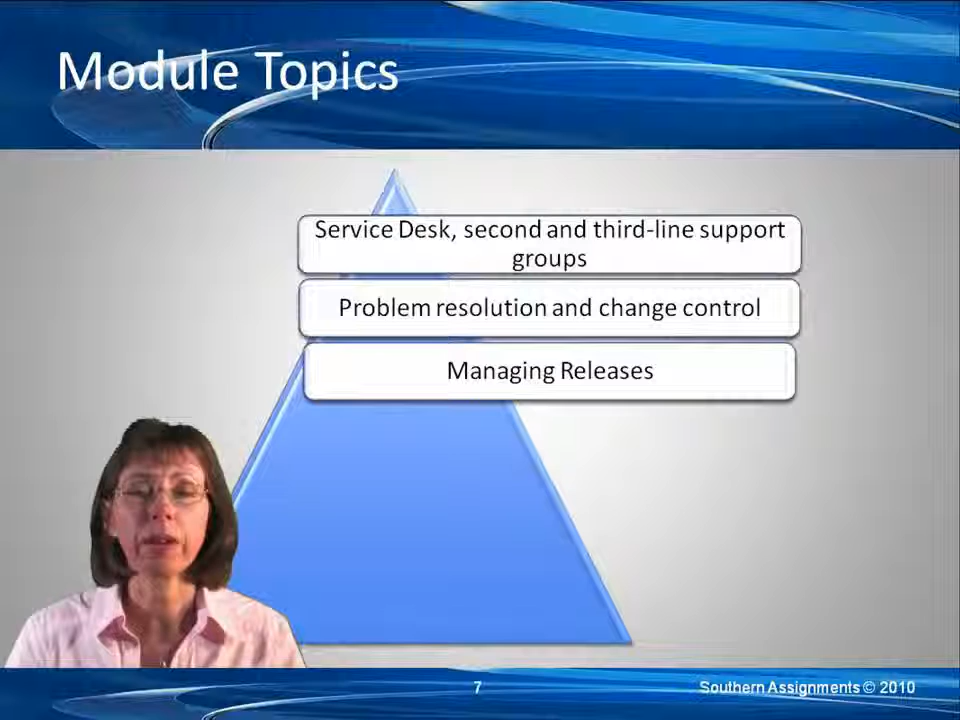 Module Topics
Service Desk, second and third-line support
groups
Problem resolution and change control
Managing Releases
7
Southern Assignments © 2010